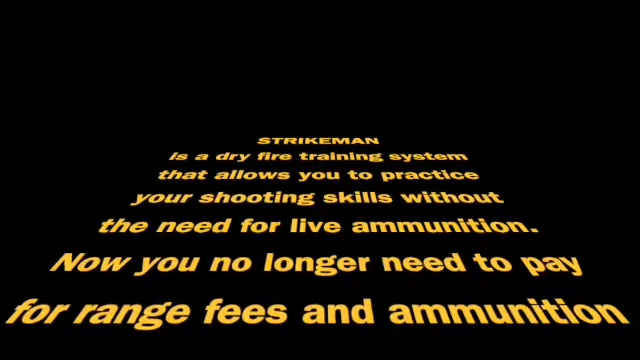 STRIKEMAN
is a dry fire training system
that allows you to practice
your shooting skills without
the need for live ammunition.
Now you no longer need to pay
for range fees and ammunition